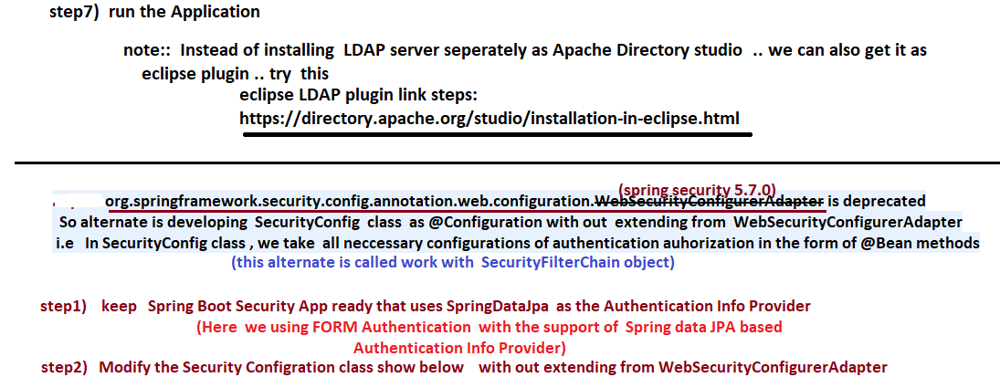 step7)  run the Application
note::  Instead of installing  LDAP server seperately as Apache Directory studio  .. we can also get it as
eclipse plugin .. try  this
eclipse LDAP plugin link steps:
https://directory.apache.org/studio/installation-in-eclipse.html
(spring security 5.7.0)
org.springframework.security.config.annotation.web.configuration.WebSecurityConfigurerAdapter is deprecated
So alternate is developing  SecurityConfig  class  as @Configuration with out  extending from  WebSecurityConfigurerAdapter
i.e   In SecurityConfig class , we take  all neccessary configurations of authentication auhorization in the form of @Bean methods
(this alternate is called work with  SecurityFilterChain object)
step1)   keep   Spring Boot Security App ready that uses SpringDataJpa  as the Authentication Info Provider
(Here  we using FORM Authentication  with the support of  Spring data JPA based
Authentication Info Provider)
step2)   Modify the Security Configration class show below    with out extending from WebSecurityConfigurerAdapter